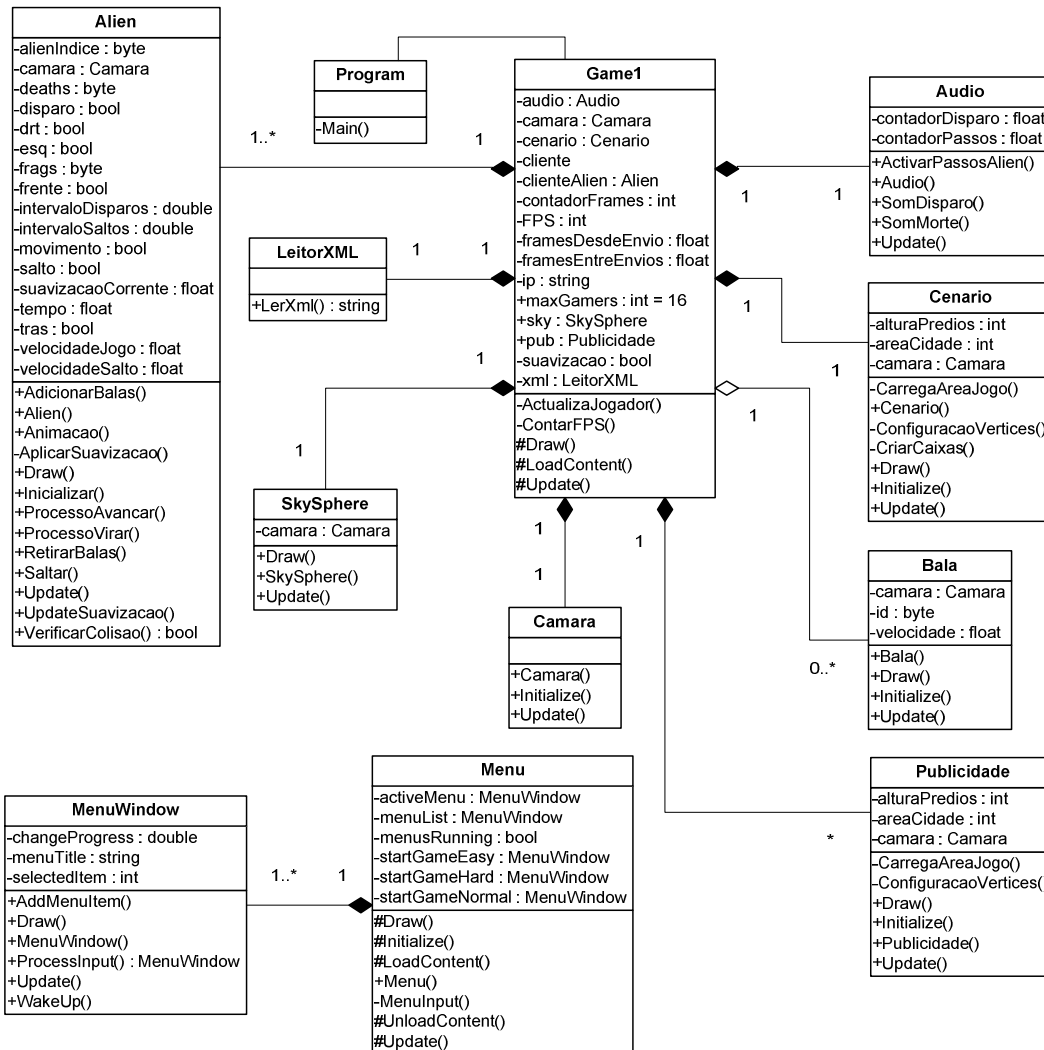 Alien
-alienIndice : byte
-camara : Camara
-deaths : byte
-disparo : bool
-drt : bool
-esq : bool
-frags : byte
-frente : bool
-intervaloDisparos : double
-intervaloSaltos : double
-movimento : bool
-salto : bool
-suavizacaoCorrente : float
-tempo : float
-tras : bool
-velocidadeJogo : float
-velocidadeSalto : float
+AdicionarBalas()
+Alien()
+Animacao()
-AplicarSuavizacao()
+Draw()
+Inicializar()
+ProcessoAvancar()
+ProcessoVirar()
+RetirarBalas()
+Saltar()
+Update()
+UpdateSuavizacao()
+VerificarColisao() : bool
Program
-Main()
1..*
1
LeitorXML
+LerXml() : string
1
1
SkySphere
-camara : Camara
+Draw()
+SkySphere()
+Update()
1
1
Game1
-audio : Audio
-camara : Camara
-cenario : Cenario
-cliente
-clienteAlien : Alien
-contadorFrames : int
-FPS : int
-framesDesdeEnvio : float
-framesEntreEnvios : float
-ip : string
+maxGamers : int = 16
+sky : SkySphere
+pub : Publicidade
-suavizacao : bool
-xml : LeitorXML
-ActualizaJogador()
-ContarFPS()
#Draw()
#LoadContent()
#Update()
1
1
Camara
+Camara()
+Initialize()
+Update()
1
1
Audio
-contadorDisparo : float
-contadorPassos : float
+ActivarPassosAlien()
+Audio()
+SomDisparo()
+SomMorte()
+Update()
1
1
Cenario
-alturaPredios : int
-areaCidade : int
-camara : Camara
-CarregaAreaJogo()
+Cenario()
-ConfiguracaoVertices()
-CriarCaixas()
+Draw()
+Initialize()
+Update()
1
0..*
Bala
-camara : Camara
-id : byte
-velocidade : float
+Bala()
+Draw()
+Initialize()
+Update()
1
*
Publicidade
-alturaPredios : int
-areaCidade : int
-camara : Camara
-CarregaAreaJogo()
-ConfiguracaoVertices()
+Draw()
+Initialize()
+Publicidade()
+Update()
MenuWindow
-changeProgress : double
-menuTitle : string
-selectedItem : int
+AddMenuItem()
+Draw()
+MenuWindow()
+ProcessInput() : MenuWindow
+Update()
+WakeUp()
1..*
1
Menu
-activeMenu : MenuWindow
-menuList : MenuWindow
-menusRunning : bool
-startGameEasy : MenuWindow
-startGameHard : MenuWindow
-startGameNormal : MenuWindow
#Draw()
#Initialize()
#LoadContent()
+Menu()
-MenuInput()
#UnloadContent()
#Update()